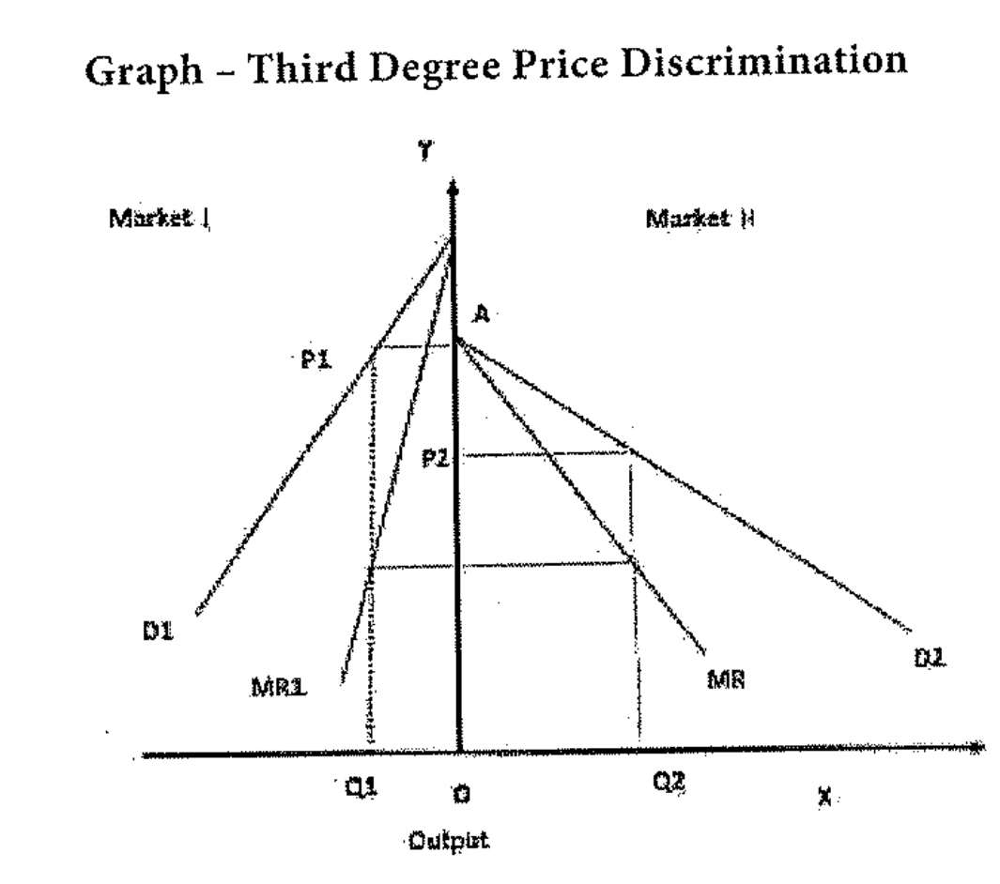 Graph – Third Degree Price Discrimination
Y
Market I
Market II
A
P1
P2
D1
D2
MR1
MR
Q1
O
Q2
X
Output